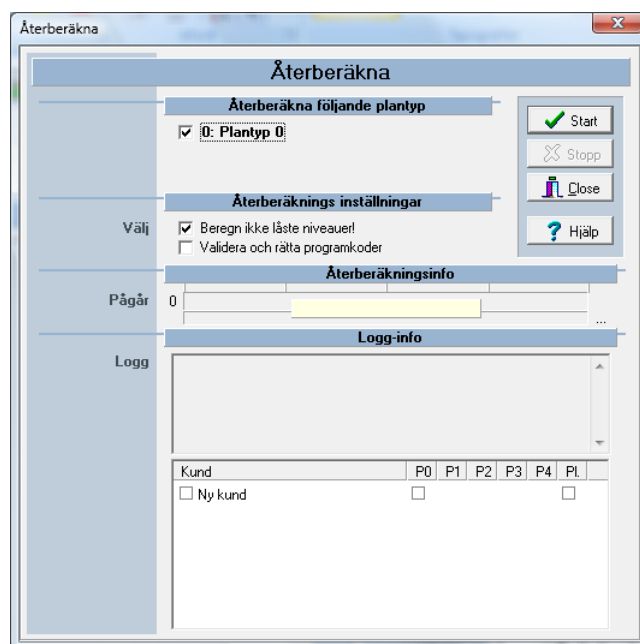 Återberäkna
Återberäkna
Återberäkna följande plantyp
0: Plantyp 0
Start
Stopp
Close
Hjälp
Återberäknings inställningar
Välj
Beregn ikke låste niveauer!
Validera och rätta programkoder
Återberäkningsinfo
Pågår
0
...
Logg-info
Logg
Kund P0 P1 P2 P3 P4 Pl.
Ny kund